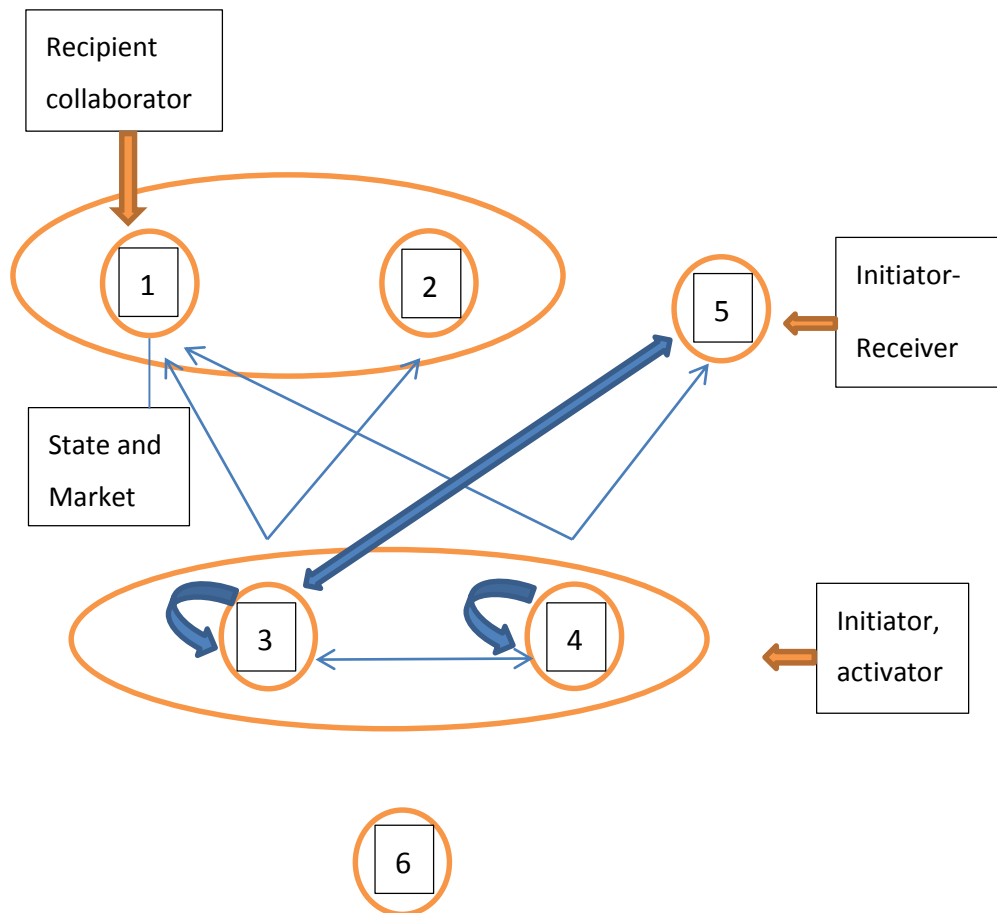 Recipient
collaborator
1
2
5
Initiator-
Receiver
State and
Market
3
4
Initiator,
activator
6